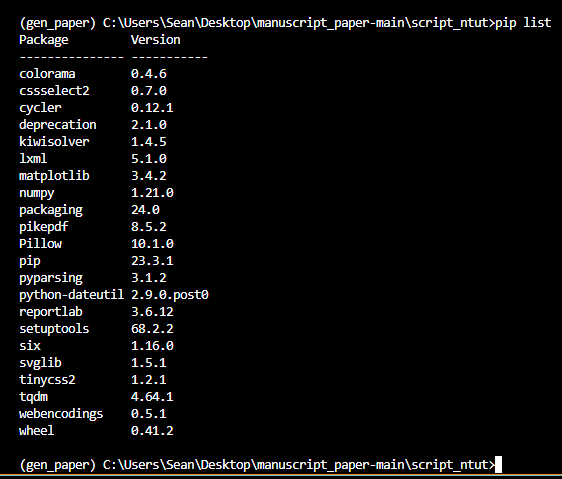 (gen_paper) C:\Users\Sean\Desktop\manuscript_paper-main\script_ntut>pip list
Package         Version
--------------- -----------
colorama        0.4.6
cssselect2      0.7.0
cycler          0.12.1
deprecation     2.1.0
kiwisolver      1.4.5
lxml            5.1.0
matplotlib      3.4.2
numpy           1.21.0
packaging       24.0
pikepdf         8.5.2
Pillow          10.1.0
pip             23.3.1
pyparsing       3.1.2
python-dateutil 2.9.0.post0
reportlab       3.6.12
setuptools      68.2.2
six             1.16.0
svglib          1.5.1
tinycss2        1.2.1
tqdm            4.64.1
webencodings    0.5.1
wheel           0.41.2
(gen_paper) C:\Users\Sean\Desktop\manuscript_paper-main\script_ntut>